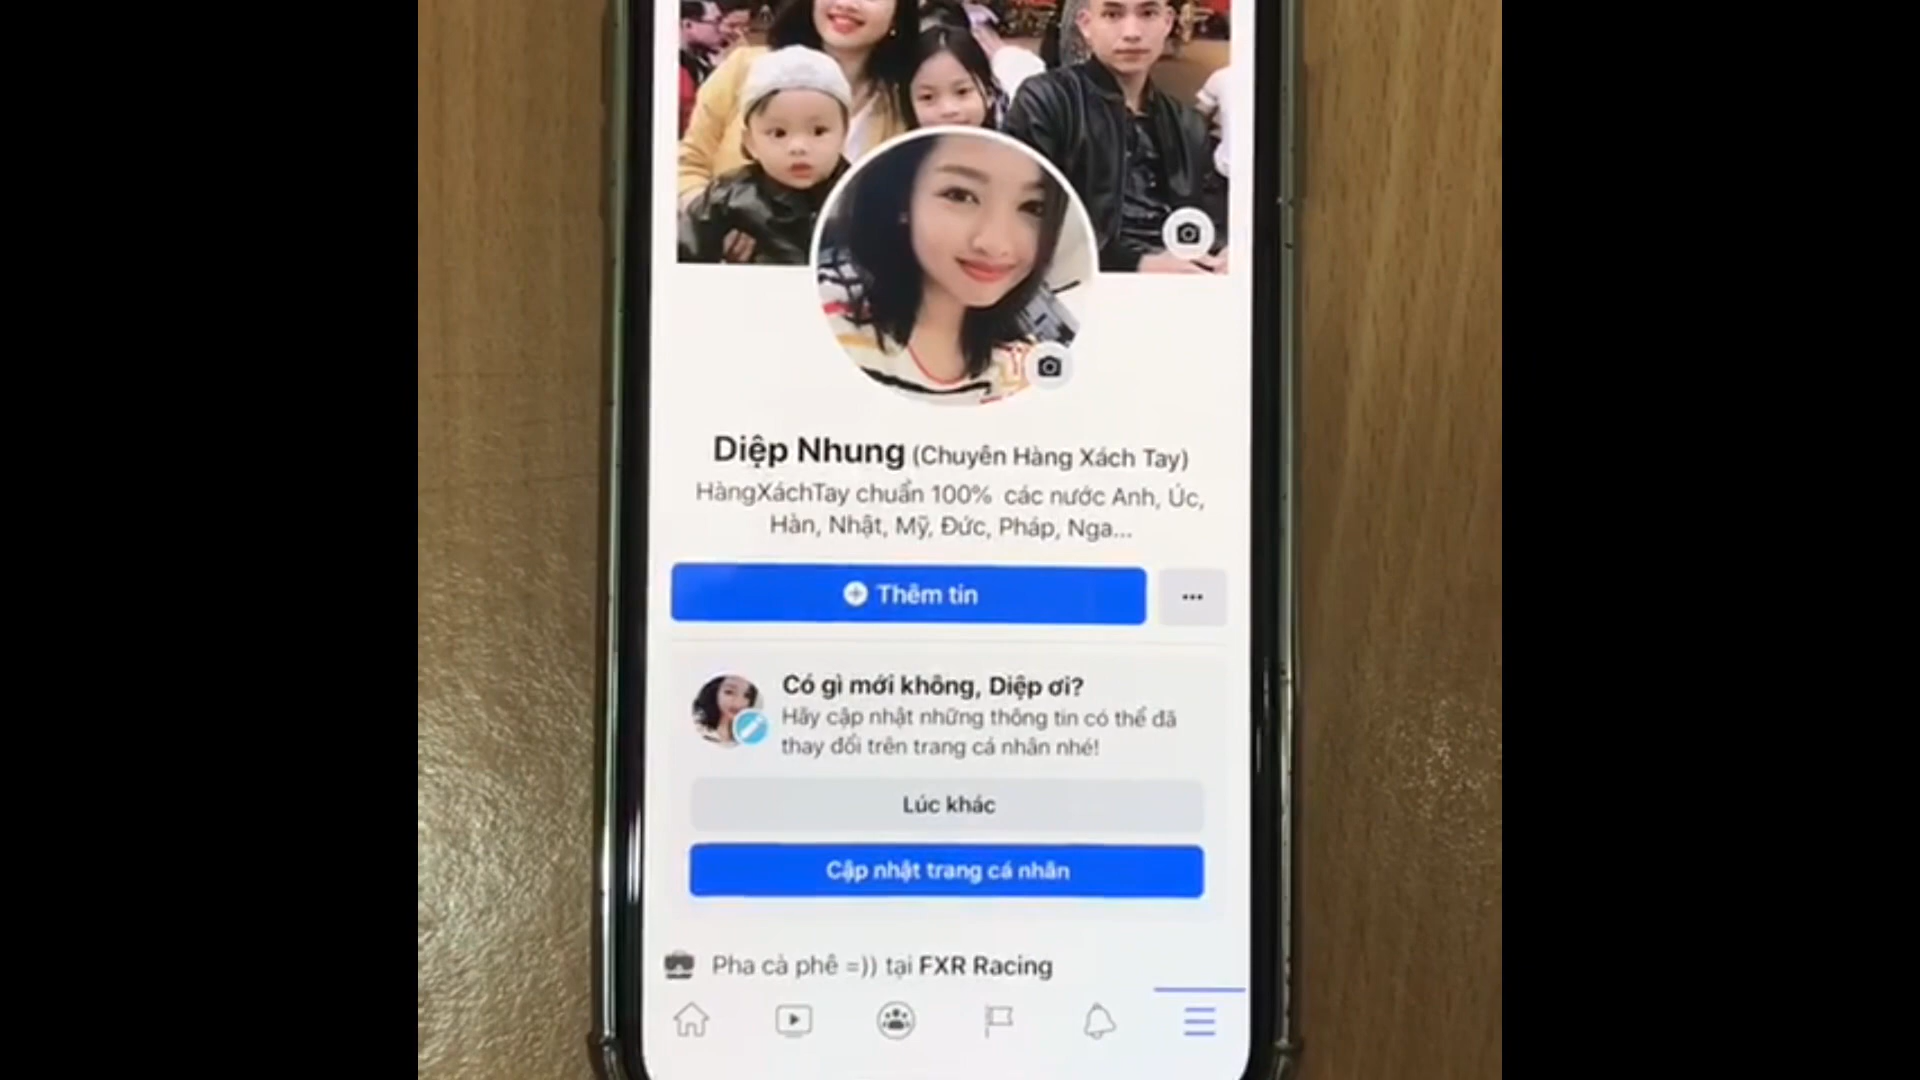 Diệp Nhung (Chuyên Hàng Xách Tay)
HàngXáchTay chuẩn 100% các nước Anh, Úc,
Hàn, Nhật, Mỹ, Đức, Pháp, Nga...
Thêm tin
Có gì mới không, Diệp ơi?
Hãy cập nhật những thông tin có thể đã
thay đổi trên trang cá nhân nhé!
Lúc khác
Cập nhật trang cá nhân
Pha cà phê =)) tại FXR Racing